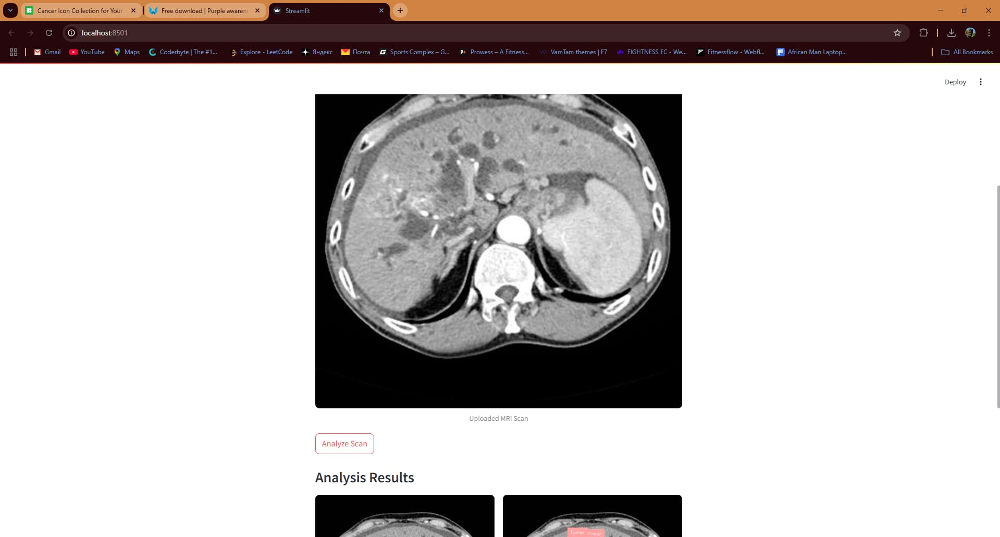 Cancer Icon Collection for Your
Free download | Purple awaren
Streamlit
localhost:8501
Gmail
YouTube
Maps
Coderbyte | The #1...
Explore - LeetCode
Яндекс
Почта
Sports Complex – G...
Prowess – A Fitness...
VamTam themes | F7
FIGHTNESS EC - We...
Fitnessflow - Webfl...
African Man Laptop...
All Bookmarks
Deploy
Uploaded MRI Scan
Analyze Scan
Analysis Results
Tumor
Tumor